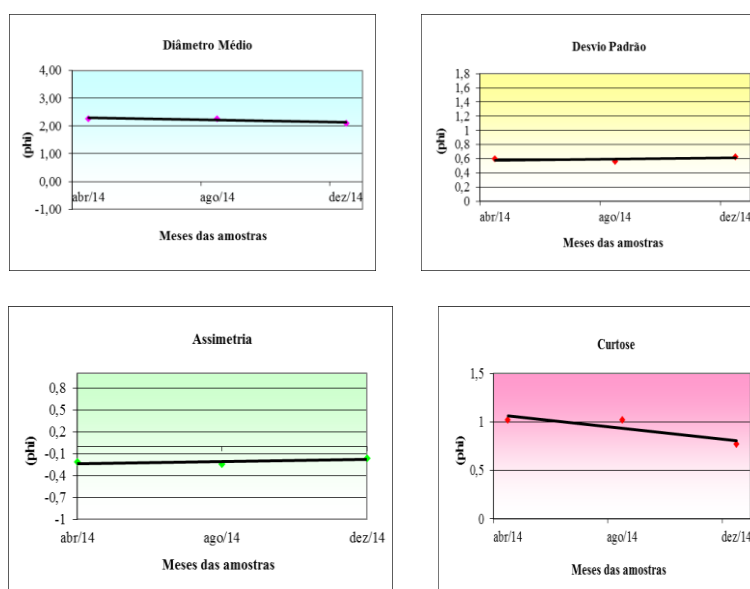 Diâmetro Médio
4,00
3,00
2,00
1,00
0,00
-1,00
(phi)
abr/14 ago/14 dez/14
Meses das amostras
Desvio Padrão
1,8
1,6
1,4
1,2
1
0,8
0,6
0,4
0,2
0
(phi)
abr/14 ago/14 dez/14
Meses das amostras
Assimetria
0,8
0,5
0,2
-0,1
-0,4
-0,7
-1
(phi)
abr/14 ago/14 dez/14
Meses das amostras
Curtose
1,5
1
0,5
0
(phi)
abr/14 ago/14 dez/14
Meses das amostras